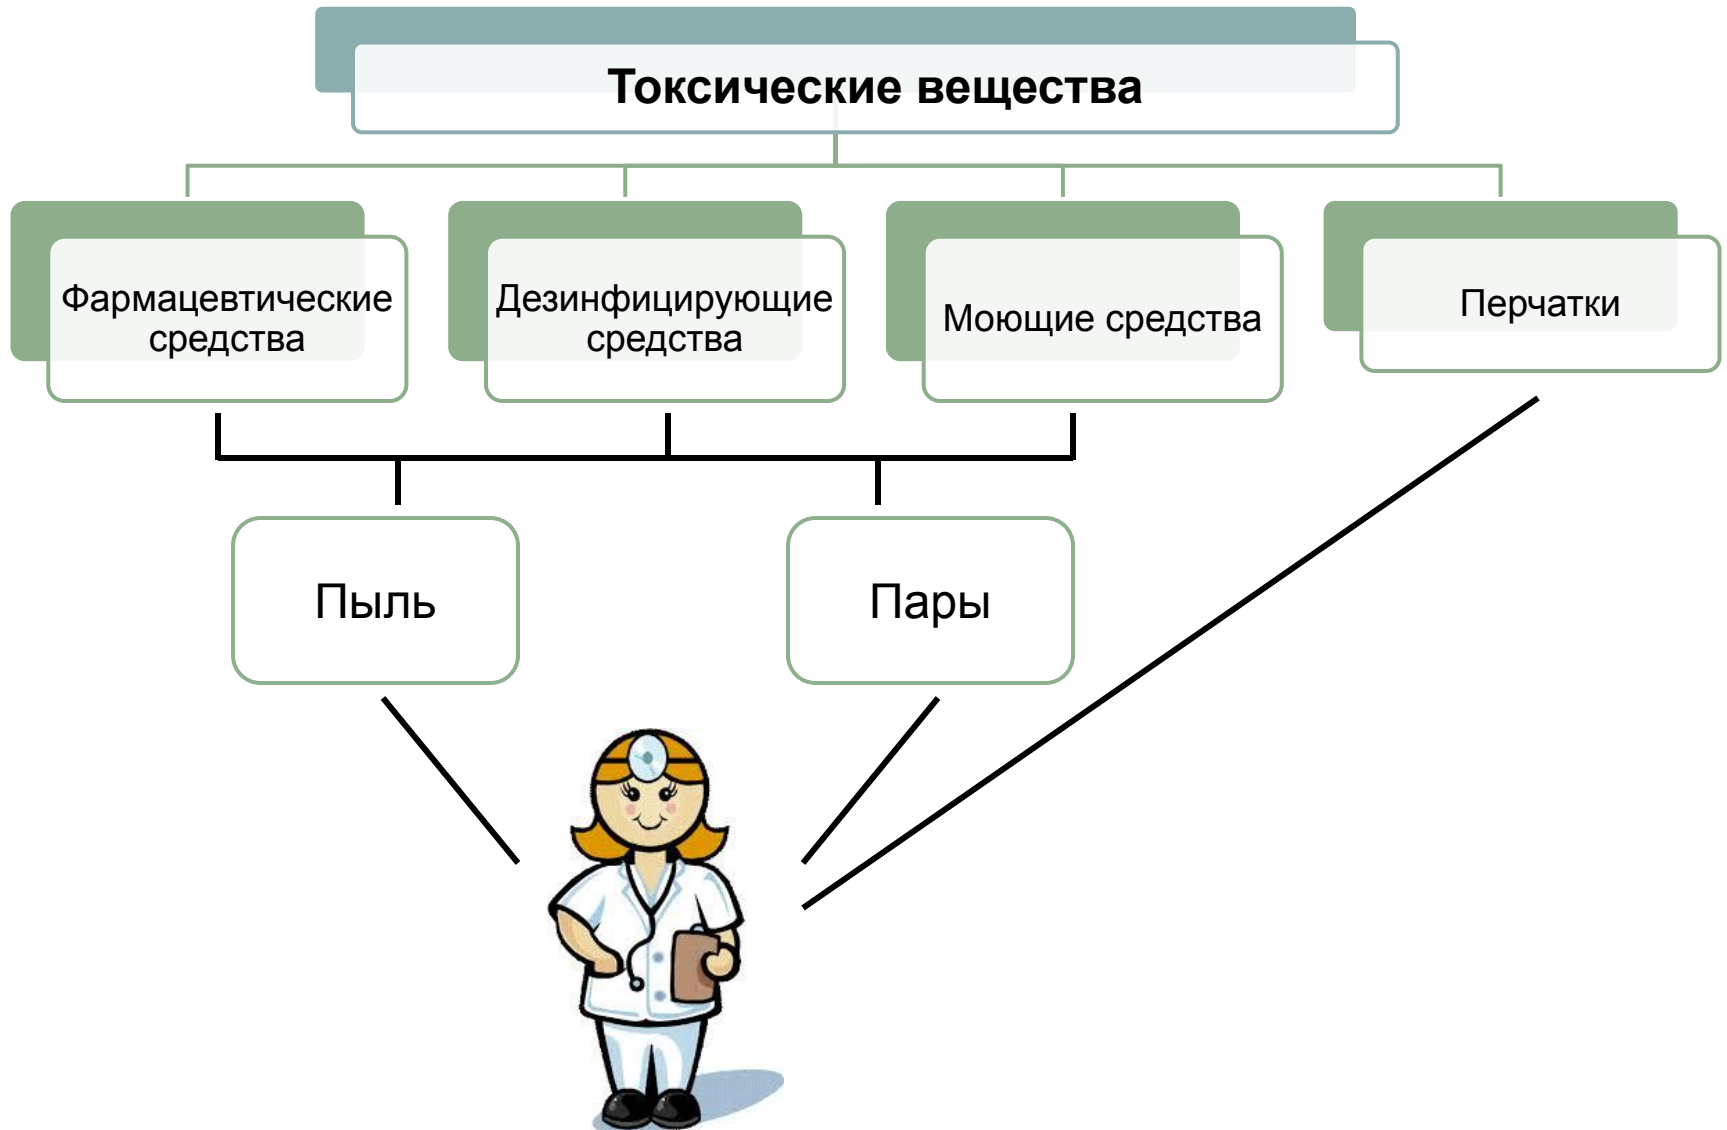 Токсические вещества
Фармацевтические
средства
Дезинфицирующие
средства
Моющие средства
Перчатки
Пыль
Пары